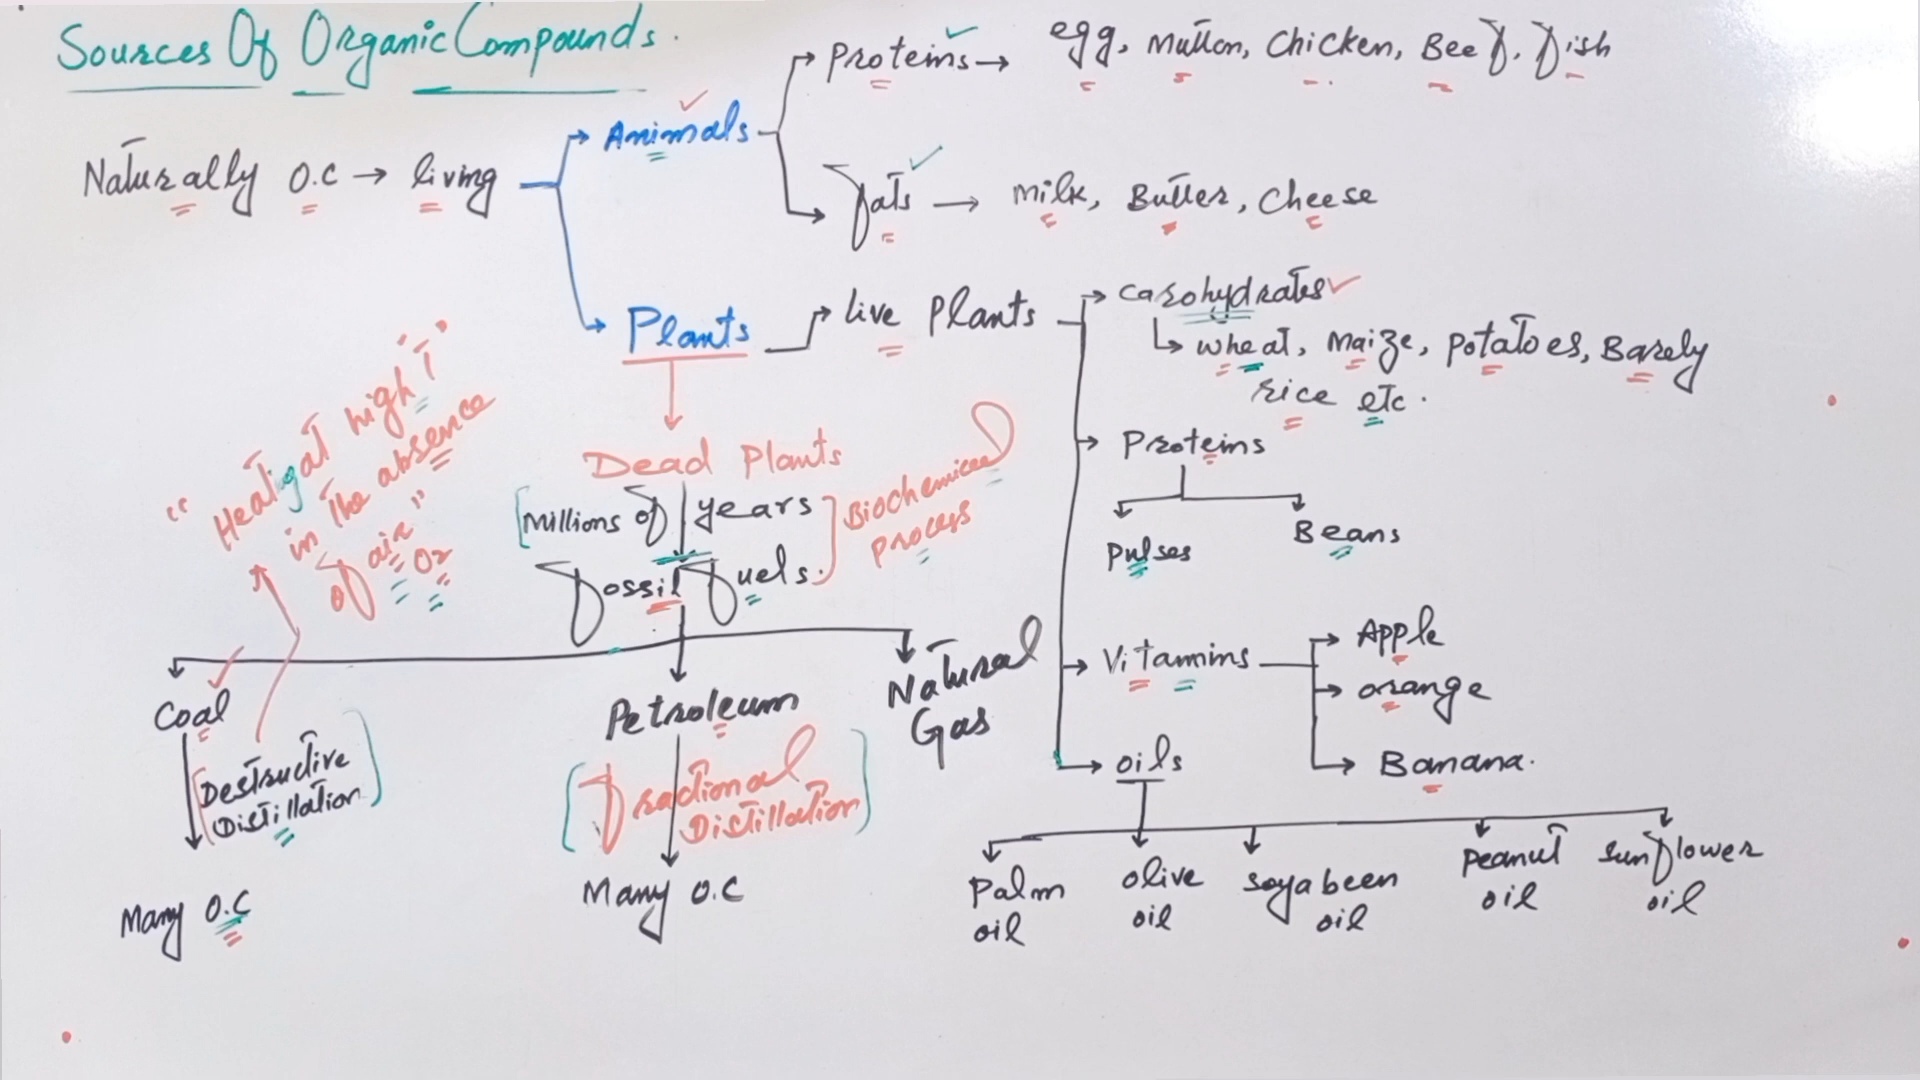 Sources Of Organic Compounds.
Naturally O.C → living
Animals
Proteins → egg, Mutton, Chicken, Beef, fish
fats → Milk, Butter, Cheese
Plants
live Plants
Carohydrates
wheat, Maize, Potatoes, Barely
rice etc.
Proteins
Pulses
Beans
Vitamins
Apple
orange
Banana.
oils
Palm
oil
olive
oil
soyabeen
oil
Peanut
oil
sunflower
oil
Dead Plants
[Millions of years
Fossil fuels.]
Biochemical
Process
Coal
[Destructive
Distillation]
Many O.C
"Heatigat high "T"
in the absence
of air" O2
Petroleum
[Fractional
Distillation]
Many O.C
Natural
Gas